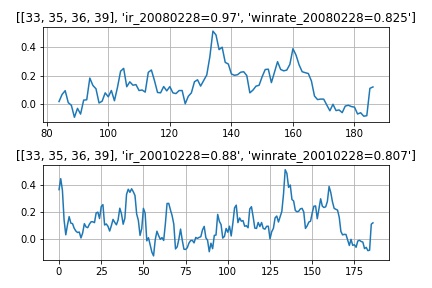 [[33, 35, 36, 39], 'ir_20080228=0.97', 'winrate_20080228=0.825']
0.4
0.2
0.0
80 100 120 140 160 180
[[33, 35, 36, 39], 'ir_20010228=0.88', 'winrate_20010228=0.807']
0.4
0.2
0.0
0 25 50 75 100 125 150 175